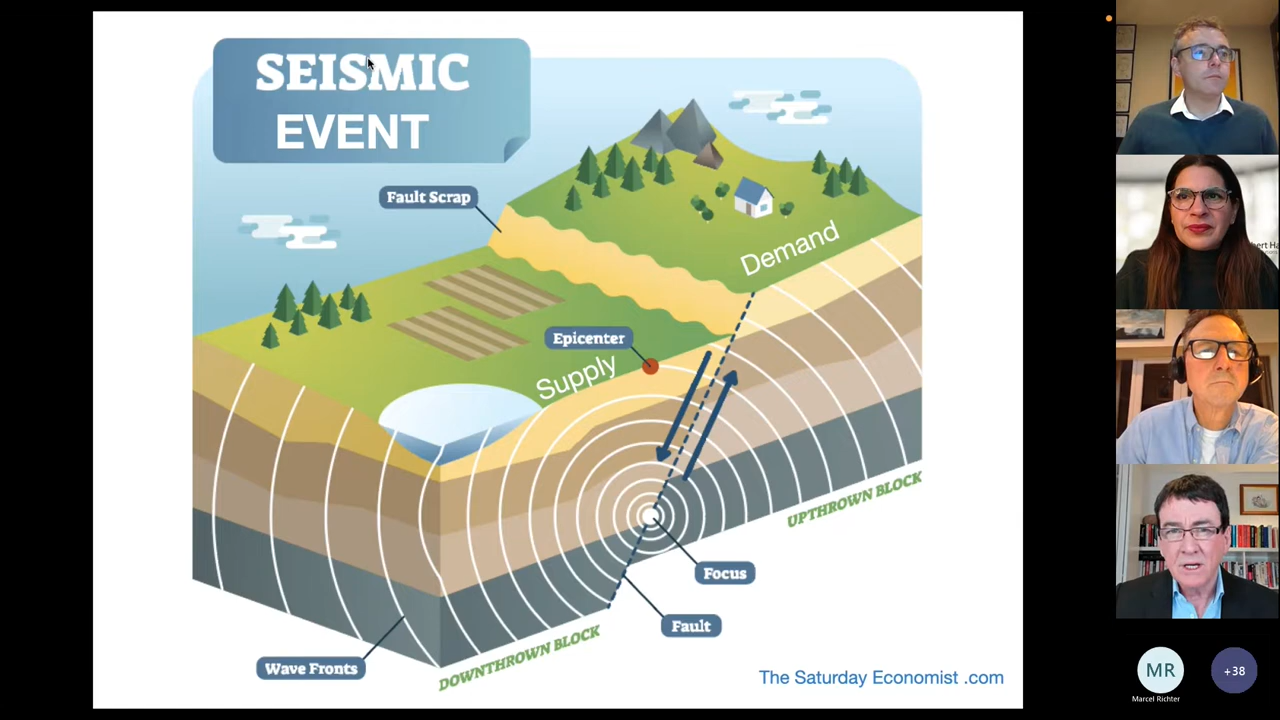 SEISMIC
EVENT
Fault Scrap
Demand
Epicenter
Supply
UPTHROWN BLOCK
Focus
Fault
DOWNTHROWN BLOCK
Wave Fronts
The Saturday Economist .com
MR
+38
Marcel Richter